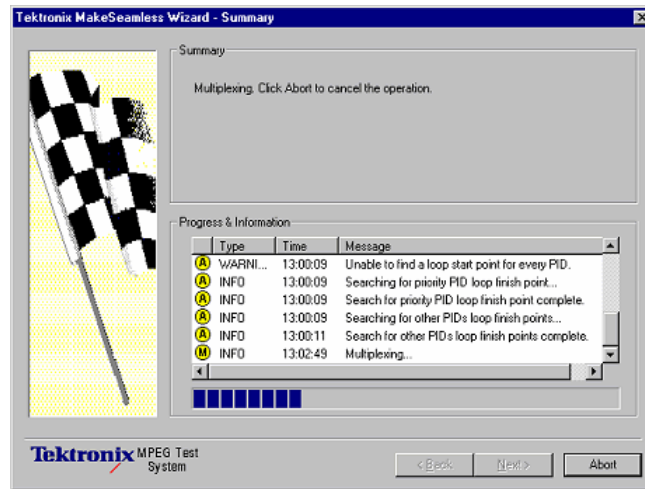 Tektronix MakeSeamless Wizard - Summary
Summary
Multiplexing. Click Abort to cancel the operation.
Progress & Information
Type Time Message
A WARNI... 13:00:09 Unable to find a loop start point for every PID.
A INFO 13:00:09 Searching for priority PID loop finish point...
A INFO 13:00:09 Search for priority PID loop finish point complete.
A INFO 13:00:09 Searching for other PIDs loop finish points...
A INFO 13:00:11 Search for other PIDs loop finish points complete.
M INFO 13:02:49 Multiplexing...
Tektronix MPEG Test
System
< Back Next > Abort